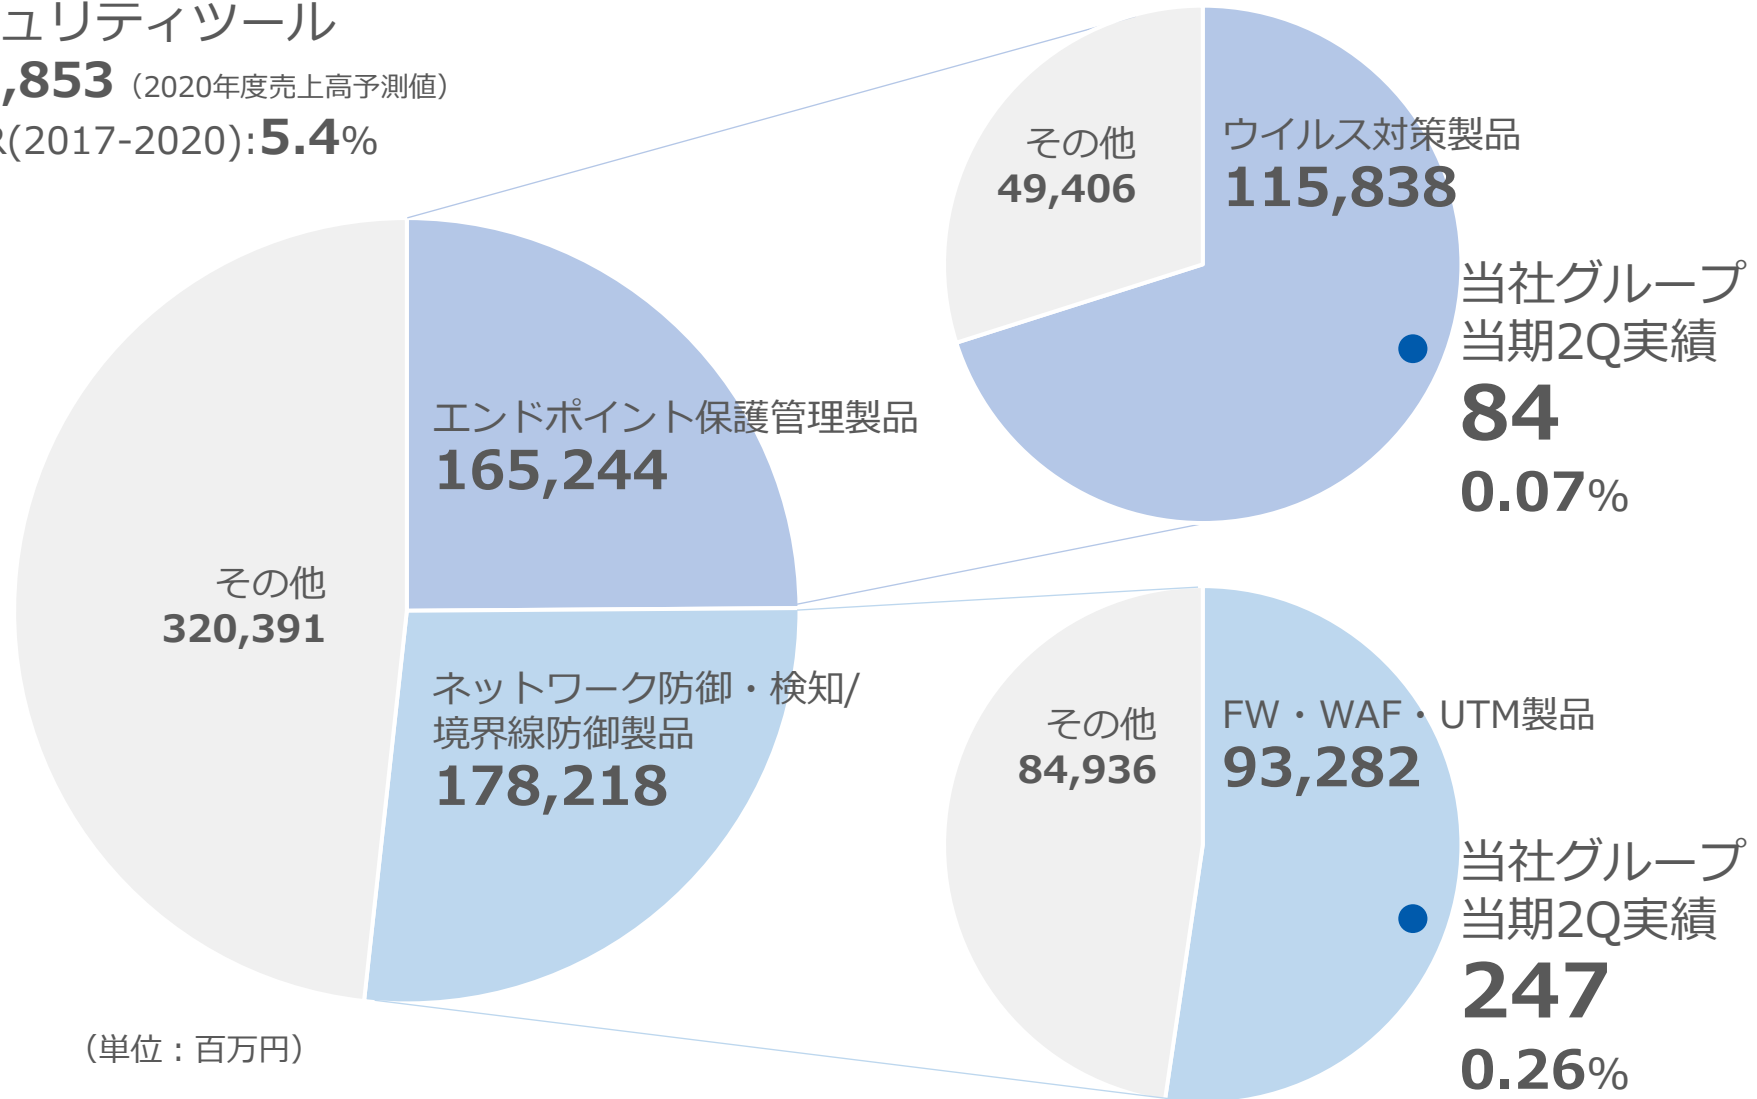 ュリティツール
,853（2020年度売上高予測値）
R(2017-2020):5.4%
その他
49,406
ウイルス対策製品
115,838
当社グループ
当期2Q実績
84
0.07%
エンドポイント保護管理製品
165,244
その他
320,391
ネットワーク防御・検知/
境界線防御製品
178,218
その他
84,936
FW・WAF・UTM製品
93,282
当社グループ
当期2Q実績
247
0.26%
（単位：百万円）